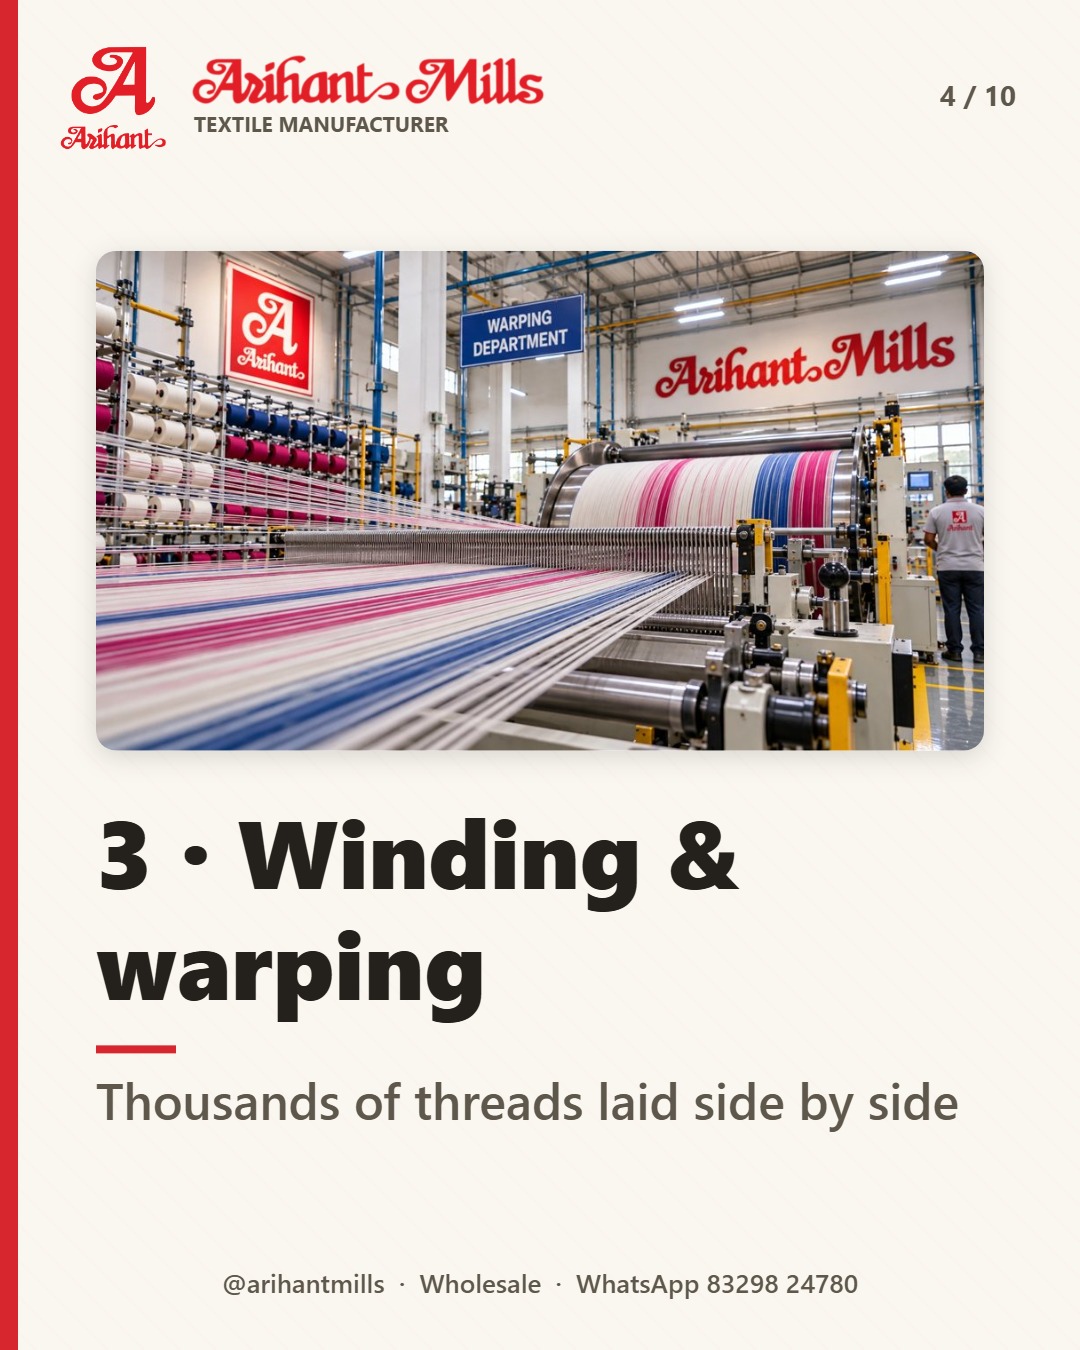 A
Arihant
Arihant Mills
TEXTILE MANUFACTURER
4 / 10
A
Arihant
WARPING
DEPARTMENT
Arihant Mills
A
Arihant
3 · Winding &
warping
Thousands of threads laid side by side
@arihantmills · Wholesale · WhatsApp 83298 24780